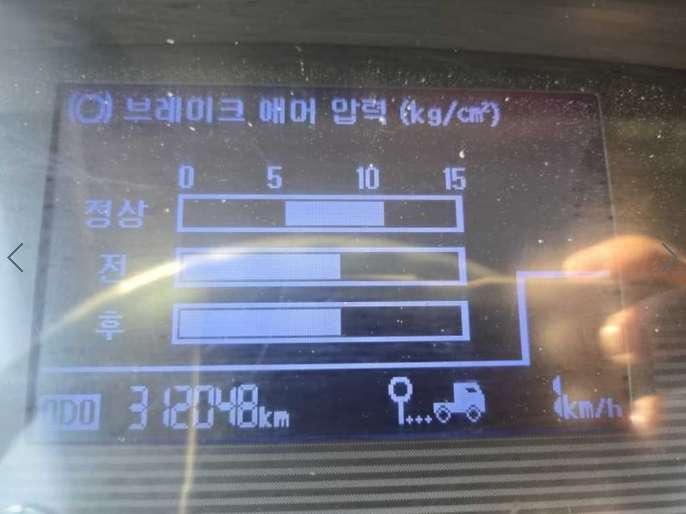 브레이크 에어 압력 (kg/cm²)
0 5 10 15
정상
전
후
ODO 312048km km/h